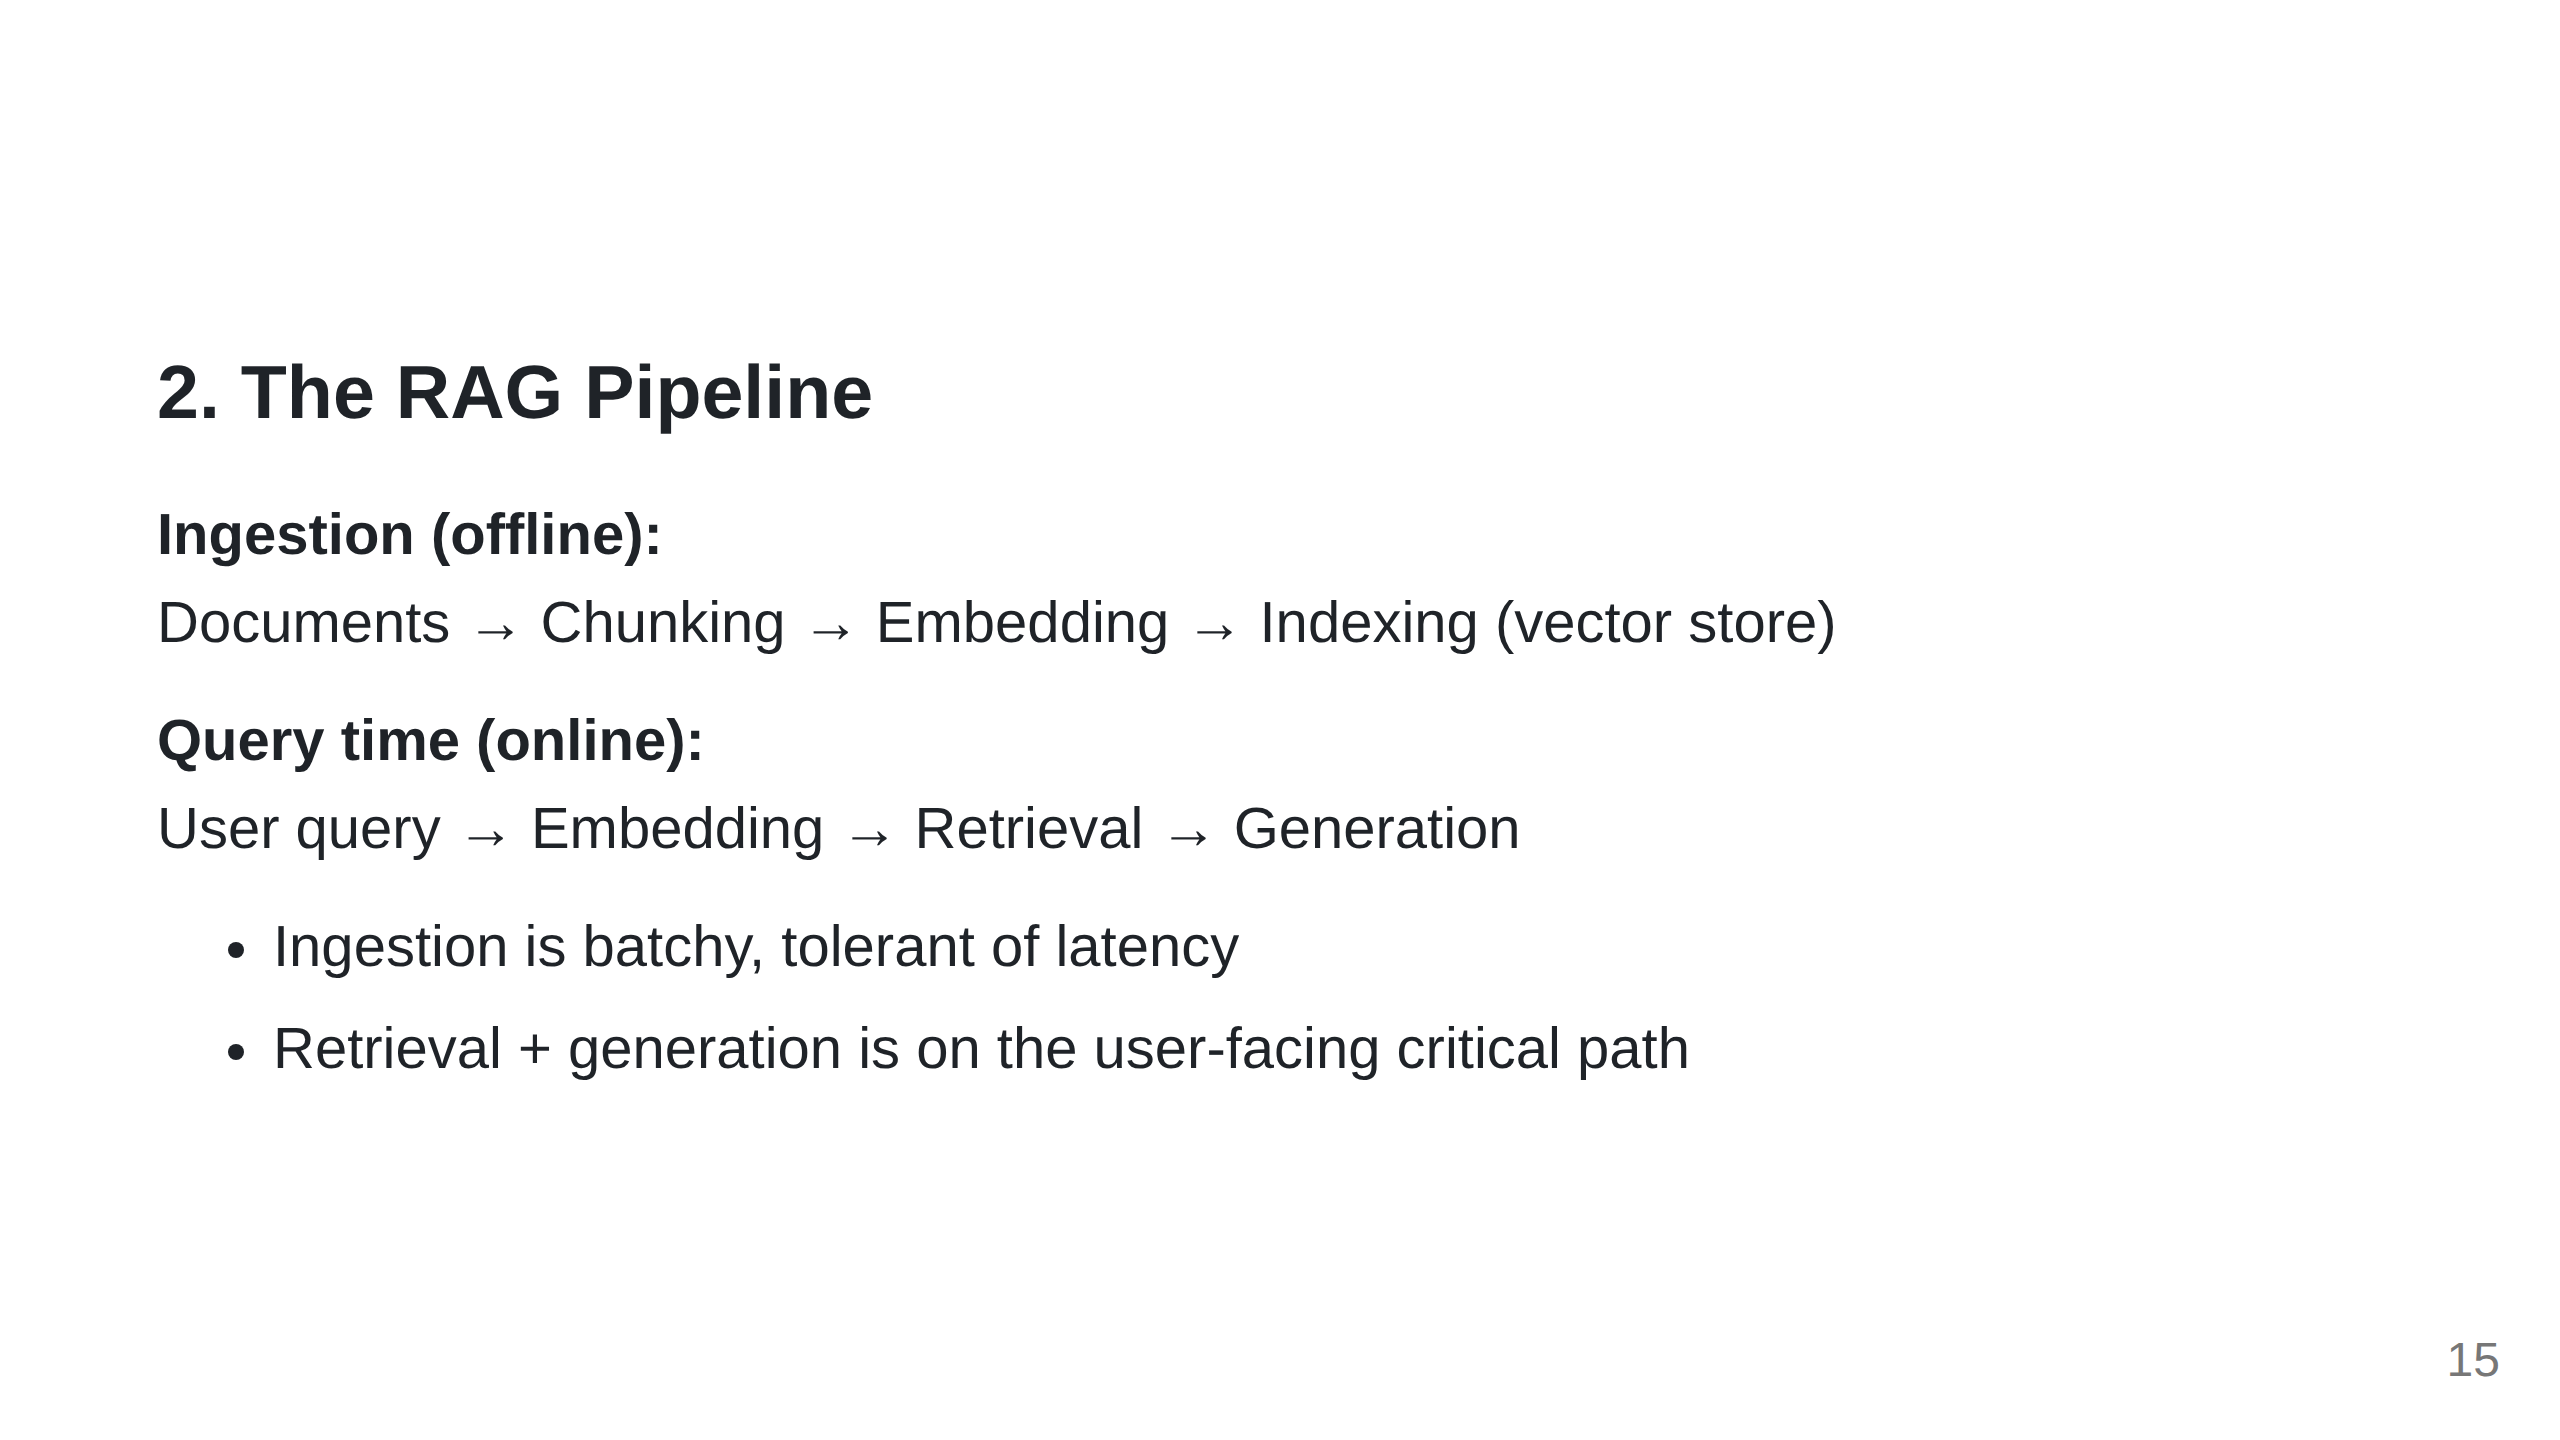 2. The RAG Pipeline
Ingestion (offline):
Documents → Chunking → Embedding → Indexing (vector store)
Query time (online):
User query → Embedding → Retrieval → Generation
• Ingestion is batchy, tolerant of latency
• Retrieval + generation is on the user-facing critical path
15